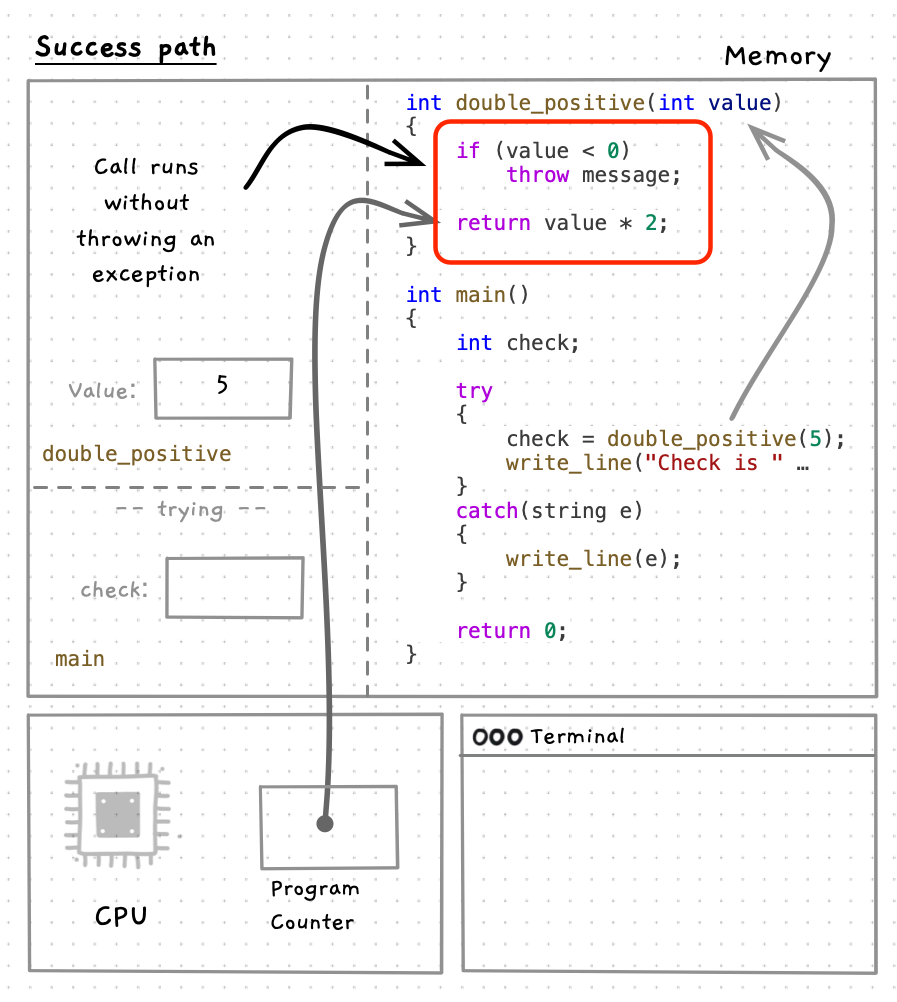 Success path
Memory
Call runs
without
throwing an
exception
Value: 5
double_positive
-- trying --
check:
main
int double_positive(int value)
{
    if (value < 0)
        throw message;

    return value * 2;
}

int main()
{
    int check;

    try
    {
        check = double_positive(5);
        write_line("Check is " …
    }
    catch(string e)
    {
        write_line(e);
    }

    return 0;
}
CPU
Program
Counter
Terminal